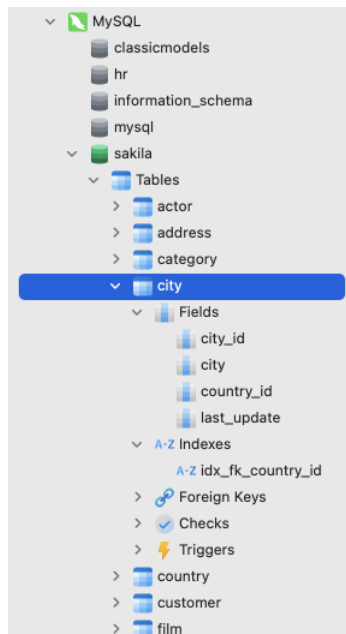 MySQL
classicmodels
hr
information_schema
mysql
sakila
Tables
actor
address
category
city
Fields
city_id
city
country_id
last_update
A-Z Indexes
A-Z idx_fk_country_id
Foreign Keys
Checks
Triggers
country
customer
film